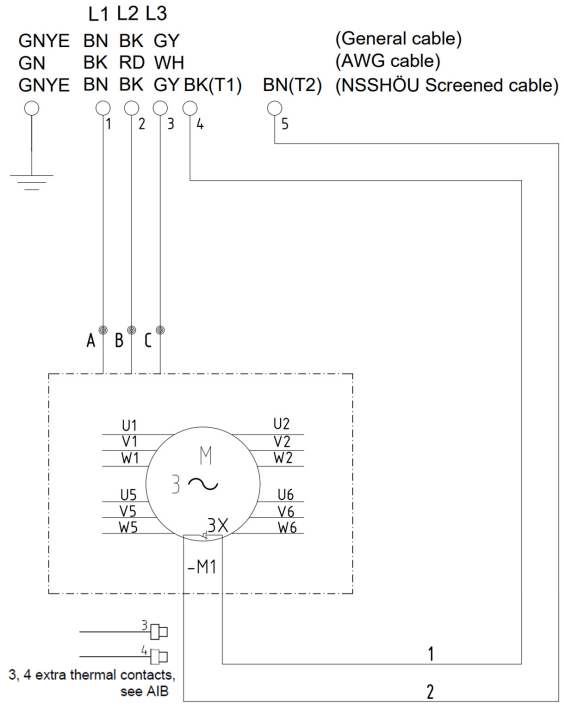 L1 L2 L3
GNYE BN BK GY (General cable)
GN BK RD WH (AWG cable)
GNYE BN BK GY BK(T1) BN(T2) (NSSHÖU Screened cable)
1 2 3 4 5
A B C
U1 U2
V1 M V2
W1 W2
3
U5 U6
V5 V6
W5 3X W6
-M1
3
4 1
3, 4 extra thermal contacts,
see AIB 2